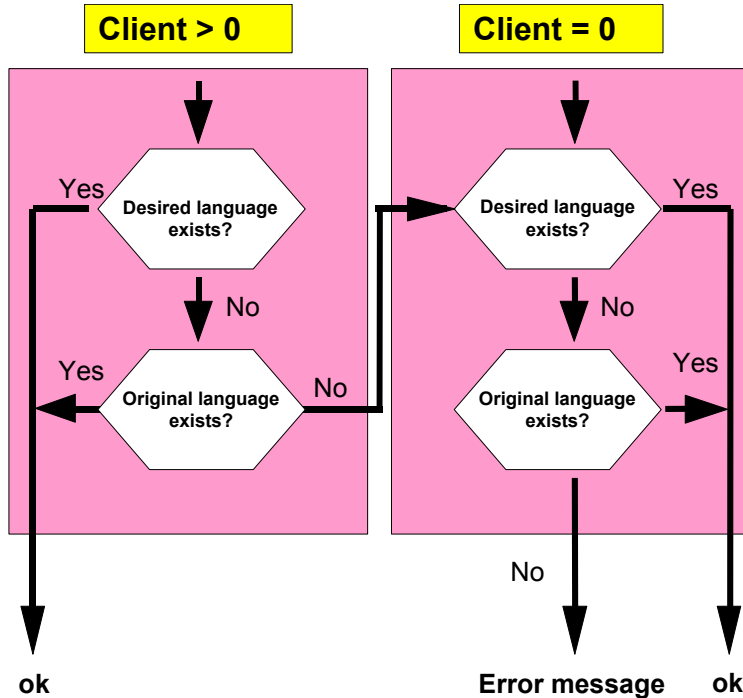 Client > 0
Client = 0
Yes
Desired language
exists?
Desired language
exists?
Yes
No
No
Yes
Original language
exists?
No
Original language
exists?
Yes
No
ok
Error message
ok